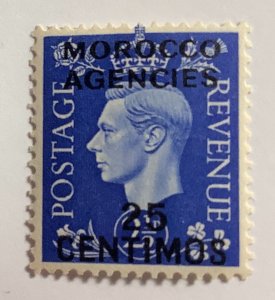 MOROCCO
AGENCIES
POSTAGE
REVENUE
25
CENTIMOS